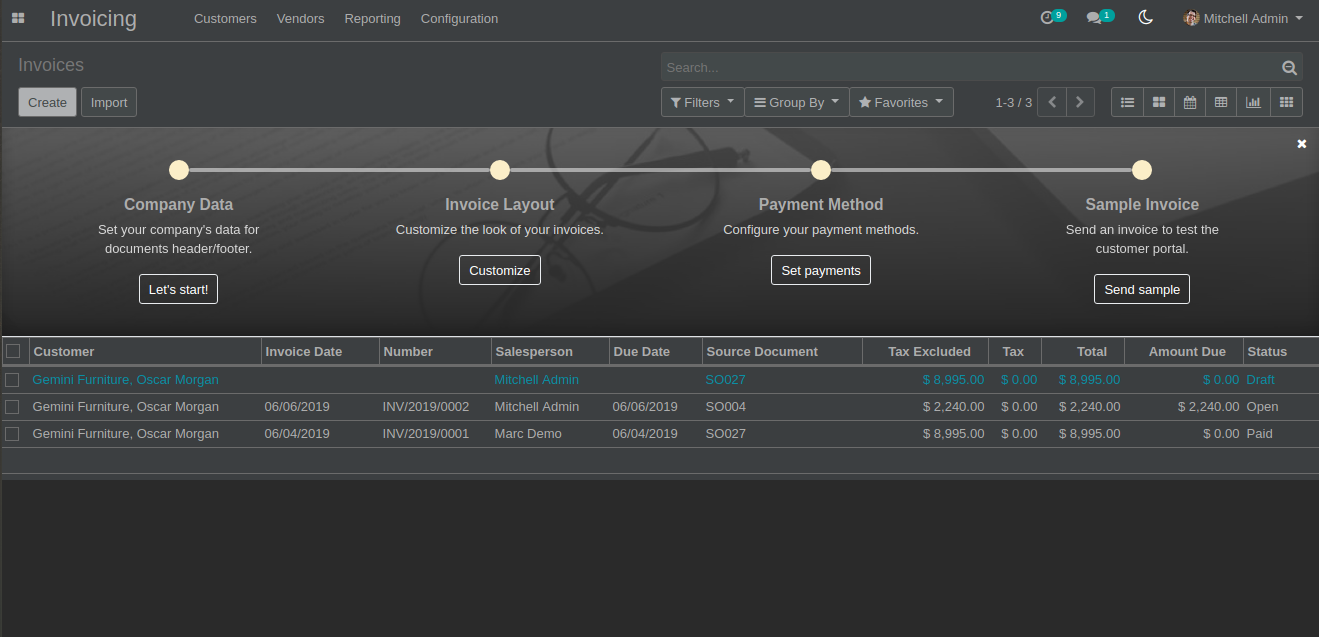 Invoicing Customers Vendors Reporting Configuration 9 1 Mitchell Admin
Invoices
Search...
Create Import
Filters Group By Favorites 1-3 / 3
Company Data Invoice Layout Payment Method Sample Invoice
Set your company's data for Customize the look of your invoices. Configure your payment methods. Send an invoice to test the
documents header/footer. customer portal.
Customize Set payments
Let's start! Send sample
Customer Invoice Date Number Salesperson Due Date Source Document Tax Excluded Tax Total Amount Due Status
Gemini Furniture, Oscar Morgan Mitchell Admin SO027 $ 8,995.00 $ 0.00 $ 8,995.00 $ 0.00 Draft
Gemini Furniture, Oscar Morgan 06/06/2019 INV/2019/0002 Mitchell Admin 06/06/2019 SO004 $ 2,240.00 $ 0.00 $ 2,240.00 $ 2,240.00 Open
Gemini Furniture, Oscar Morgan 06/04/2019 INV/2019/0001 Marc Demo 06/04/2019 SO027 $ 8,995.00 $ 0.00 $ 8,995.00 $ 0.00 Paid